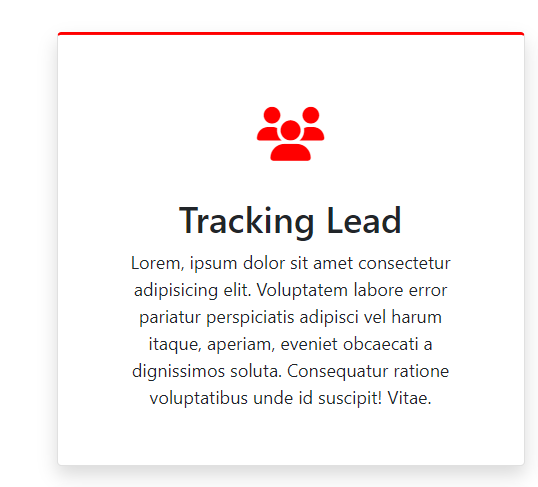 Tracking Lead
Lorem, ipsum dolor sit amet consectetur
adipisicing elit. Voluptatem labore error
pariatur perspiciatis adipisci vel harum
itaque, aperiam, eveniet obcaecati a
dignissimos soluta. Consequatur ratione
voluptatibus unde id suscipit! Vitae.